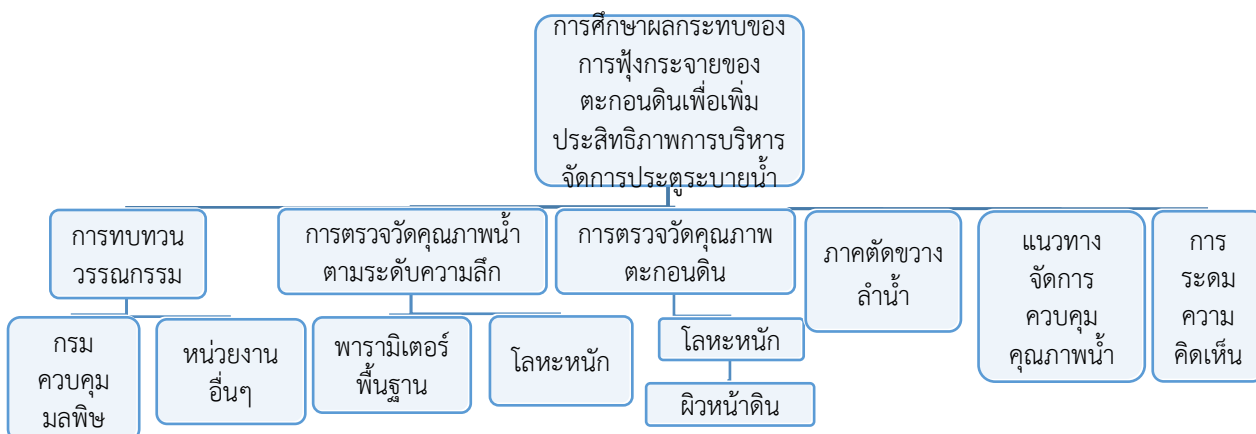 การศึกษาผลกระทบของ
การฟุ้งกระจายของ
ตะกอนดินเพื่อเพิ่ม
ประสิทธิภาพการบริหาร
จัดการประตูระบายน้ำ
การทบทวน
วรรณกรรม
การตรวจวัดคุณภาพน้ำ
ตามระดับความลึก
การตรวจวัดคุณภาพ
ตะกอนดิน
ภาคตัดขวาง
ลำน้ำ
แนวทาง
จัดการ
ควบคุม
คุณภาพน้ำ
การ
ระดม
ความ
คิดเห็น
กรม
ควบคุม
มลพิษ
หน่วยงาน
อื่นๆ
พารามิเตอร์
พื้นฐาน
โลหะหนัก
โลหะหนัก
ผิวหน้าดิน